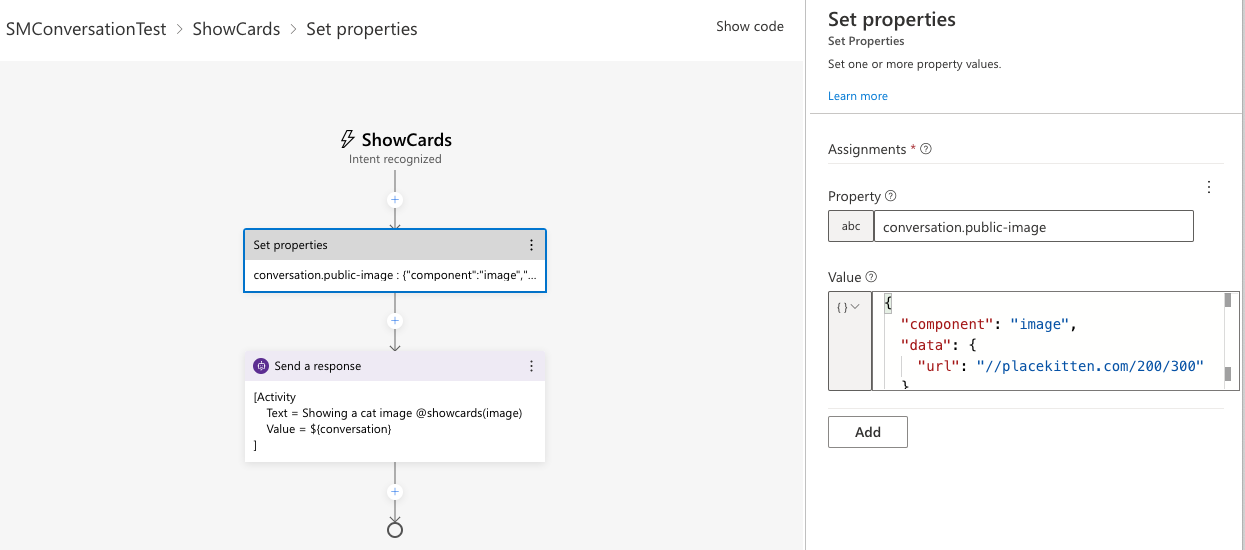 SMConversationTest > ShowCards > Set properties
Show code
ShowCards
Intent recognized
Set properties
conversation.public-image : {"component":"image","...
Send a response
[Activity
Text = Showing a cat image @showcards(image)
Value = ${conversation}
]
Set properties
Set Properties
Set one or more property values.
Learn more
Assignments *
Property
abc
conversation.public-image
Value
{ }
{
"component": "image",
"data": {
"url": "//placekitten.com/200/300"
}
Add